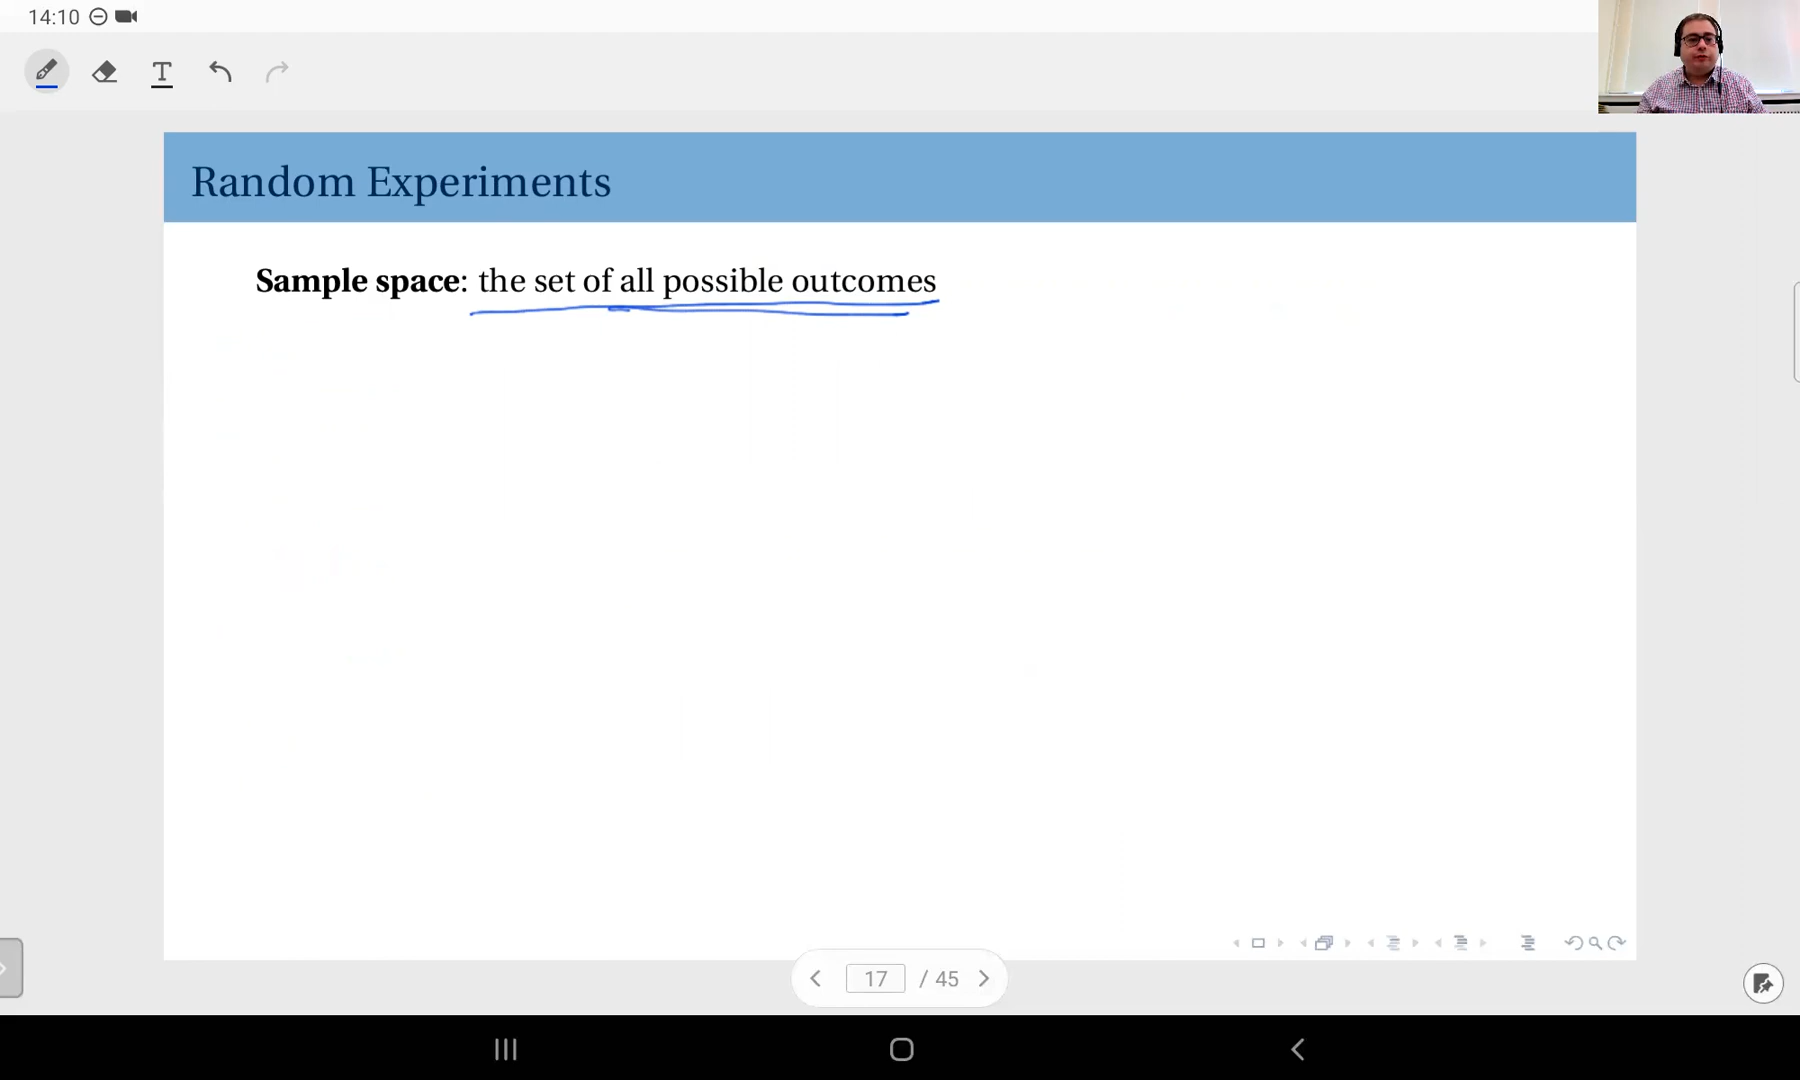 14:10
T
Random Experiments
Sample space: the set of all possible outcomes
17 / 45